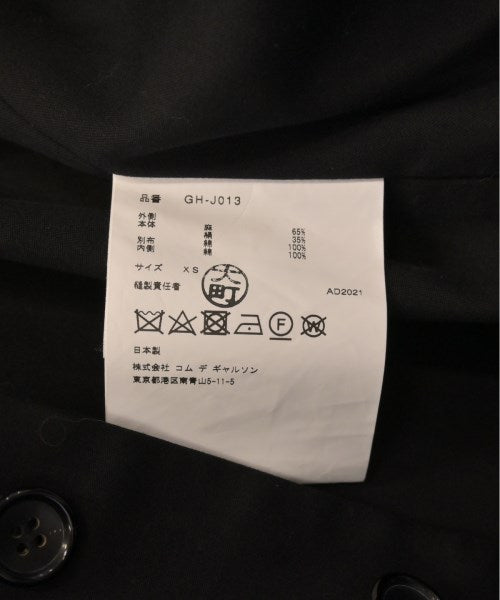 品番 GH-J013
外側
本体 麻 65%
絹 35%
別布 綿 100%
内側 綿 100%
サイズ XS
縫製責任者 大町 AD2021
日本製
株式会社 コム デ ギャルソン
東京都港区南青山5-11-5